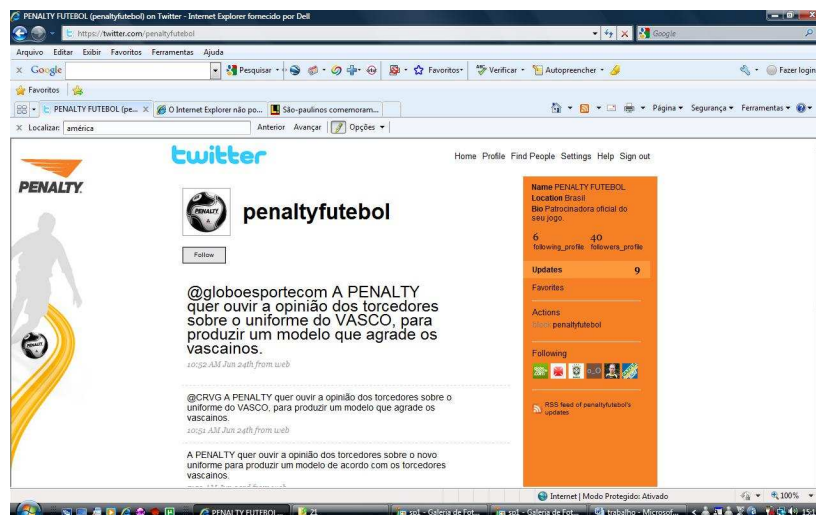 PENALTY FUTEBOL (penaltyfutebol) on Twitter - Internet Explorer fornecido por Dell
https://twitter.com/penaltyfutebol
Google
Arquivo Editar Exibir Favoritos Ferramentas Ajuda
x Google Pesquisar Favoritos Verificar Autopreencher Fazer login
Favoritos
PENALTY FUTEBOL (pe... X O Internet Explorer não po... São-paulinos comemoram... Página Segurança Ferramentas
x Localizar: américa Anterior Avançar Opções
twitter
Home Profile Find People Settings Help Sign out
PENALTY
penaltyfutebol
Follow
@globoesportecom A PENALTY
quer ouvir a opinião dos torcedores
sobre o uniforme do VASCO, para
produzir um modelo que agrade os
vascainos.
10:52 AM Jun 24th from web
@CRVG A PENALTY quer ouvir a opinião dos torcedores sobre o
uniforme do VASCO, para produzir um modelo que agrade os
vascainos.
10:51 AM Jun 24th from web
A PENALTY quer ouvir a opinião dos torcedores sobre o novo
uniforme para produzir um modelo de acordo com os torcedores
vascainos.
Name PENALTY FUTEBOL
Location Brasil
Bio Patrocinadora oficial do
seu jogo.
6 40
following_profile followers_profile
Updates 9
Favorites
Actions
block penaltyfutebol
Following
RSS feed of penaltyfutebol's
updates
Internet | Modo Protegido: Ativado 100%
PENALTY FUTEBOL ... 21 sp1 - Galeria de Fot... sp1 - Galeria de Fot... trabalho - Microsof...